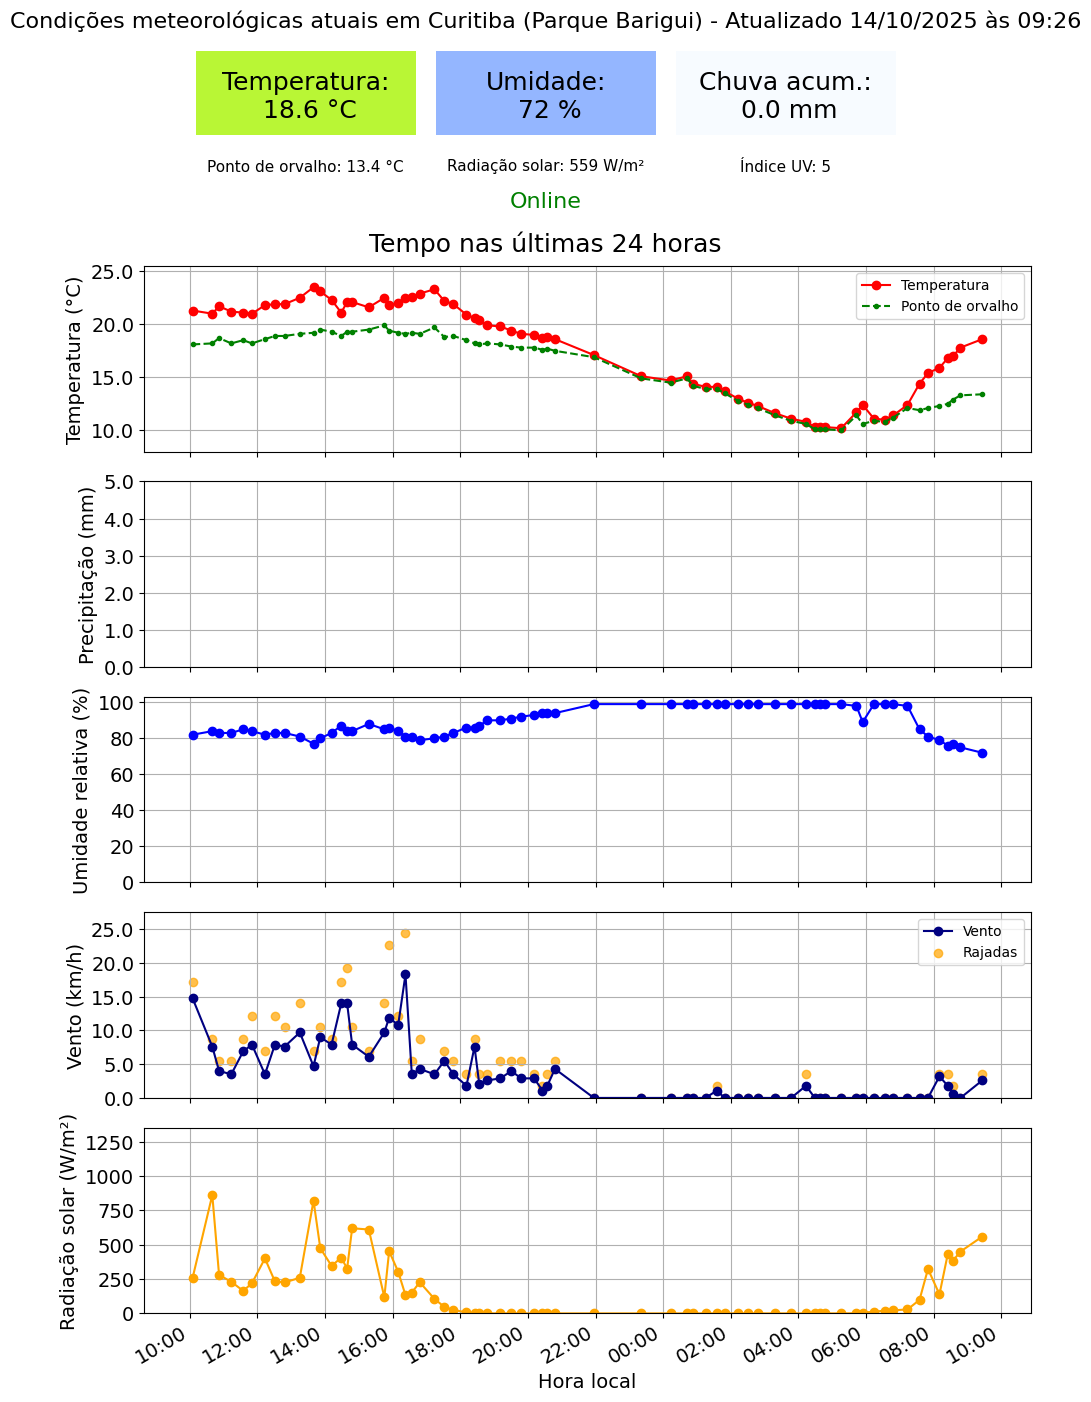 Condições meteorológicas atuais em Curitiba (Parque Barigui) - Atualizado 14/10/2025 às 09:26
Temperatura:
18.6 °C
Umidade:
72 %
Chuva acum.:
0.0 mm
Ponto de orvalho: 13.4 °C
Radiação solar: 559 W/m²
Índice UV: 5
Online
Tempo nas últimas 24 horas
Temperatura (°C)
25.0
20.0
15.0
10.0
Temperatura
Ponto de orvalho
Precipitação (mm)
5.0
4.0
3.0
2.0
1.0
0.0
Umidade relativa (%)
100
80
60
40
20
0
Vento (km/h)
25.0
20.0
15.0
10.0
5.0
0.0
Vento
Rajadas
Radiação solar (W/m²)
1250
1000
750
500
250
0
10:00
12:00
14:00
16:00
18:00
20:00
22:00
00:00
02:00
04:00
06:00
08:00
10:00
Hora local